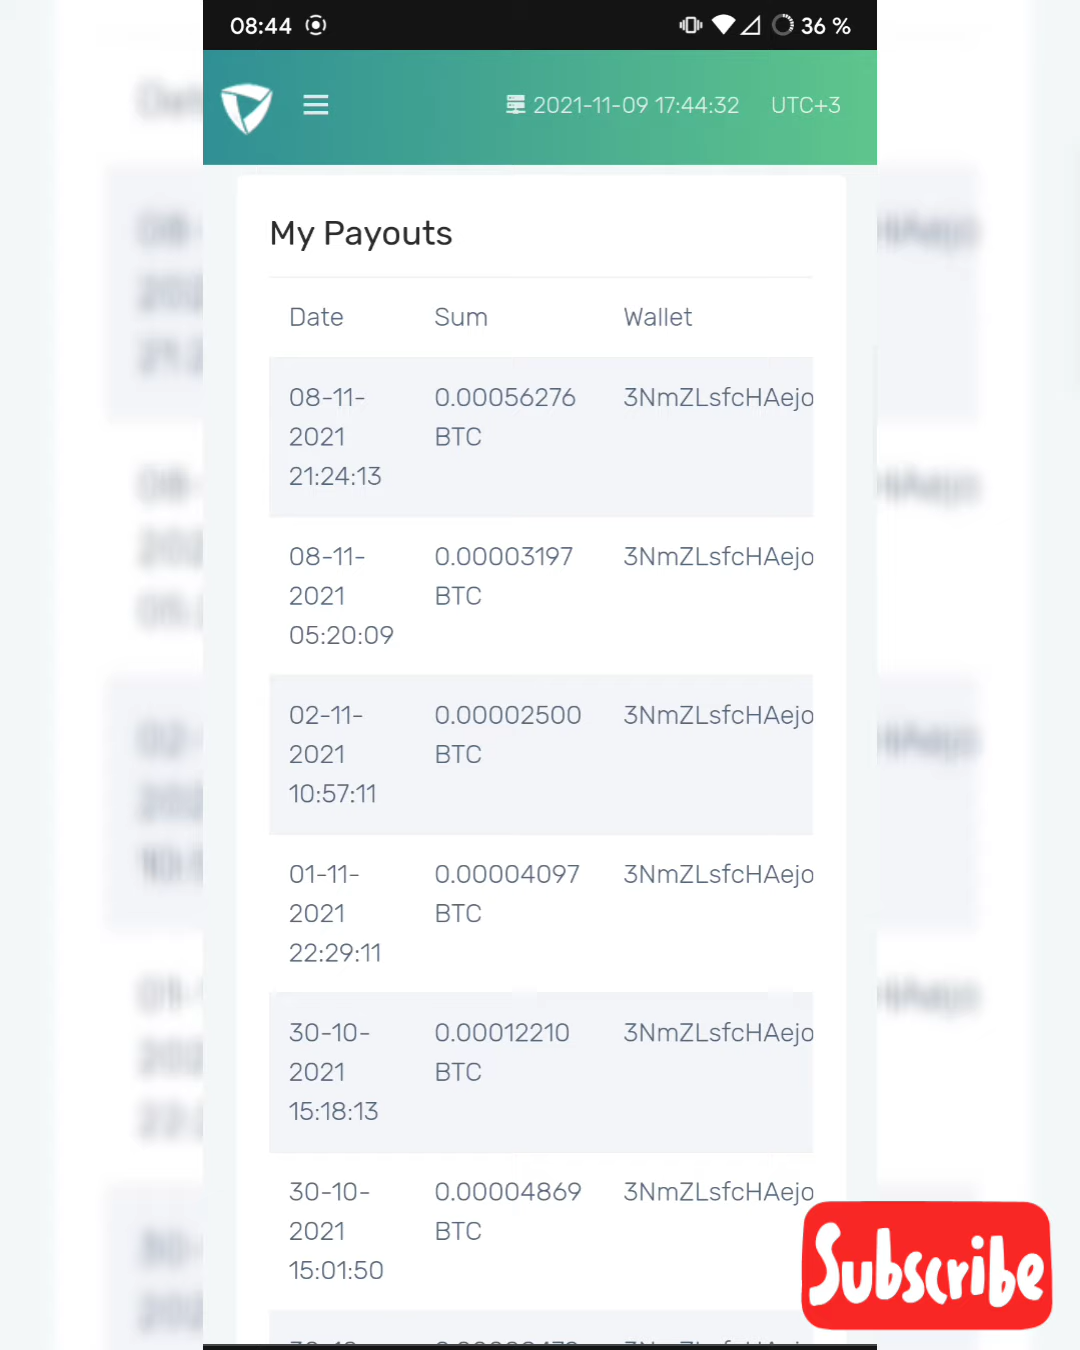 08:44 36 %
2021-11-09 17:44:32 UTC+3
My Payouts
Date Sum Wallet
08-11- 0.00056276 3NmZLsfcHAejo
2021 BTC
21:24:13
08-11- 0.00003197 3NmZLsfcHAejo
2021 BTC
05:20:09
02-11- 0.00002500 3NmZLsfcHAejo
2021 BTC
10:57:11
01-11- 0.00004097 3NmZLsfcHAejo
2021 BTC
22:29:11
30-10- 0.00012210 3NmZLsfcHAejo
2021 BTC
15:18:13
30-10- 0.00004869 3NmZLsfcHAejo
2021 BTC
15:01:50
Subscribe